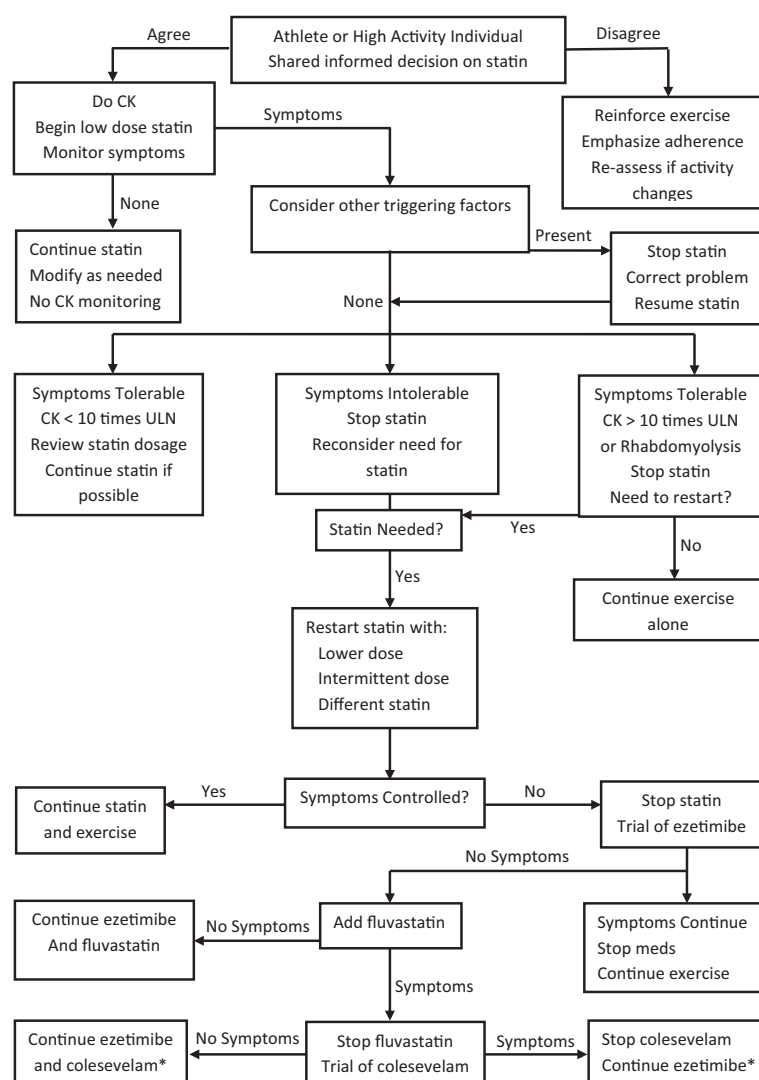 Agree
Athlete or High Activity Individual
Shared informed decision on statin
Disagree
Do CK
Begin low dose statin
Monitor symptoms
Symptoms
Reinforce exercise
Emphasize adherence
Re-assess if activity
changes
None
Consider other triggering factors
Present
Continue statin
Modify as needed
No CK monitoring
Stop statin
Correct problem
Resume statin
None
Symptoms Tolerable
CK < 10 times ULN
Review statin dosage
Continue statin if
possible
Symptoms Intolerable
Stop statin
Reconsider need for
statin
Symptoms Tolerable
CK > 10 times ULN
or Rhabdomyolysis
Stop statin
Need to restart?
Statin Needed?
Yes
No
Yes
Continue exercise
alone
Restart statin with:
Lower dose
Intermittent dose
Different statin
Continue statin
and exercise
Yes
Symptoms Controlled?
No
Stop statin
Trial of ezetimibe
No Symptoms
Continue ezetimibe
And fluvastatin
No Symptoms
Add fluvastatin
Symptoms Continue
Stop meds
Continue exercise
Symptoms
Continue ezetimibe
and colesevelam*
No Symptoms
Stop fluvastatin
Trial of colesevelam
Symptoms
Stop colesevelam
Continue ezetimibe*